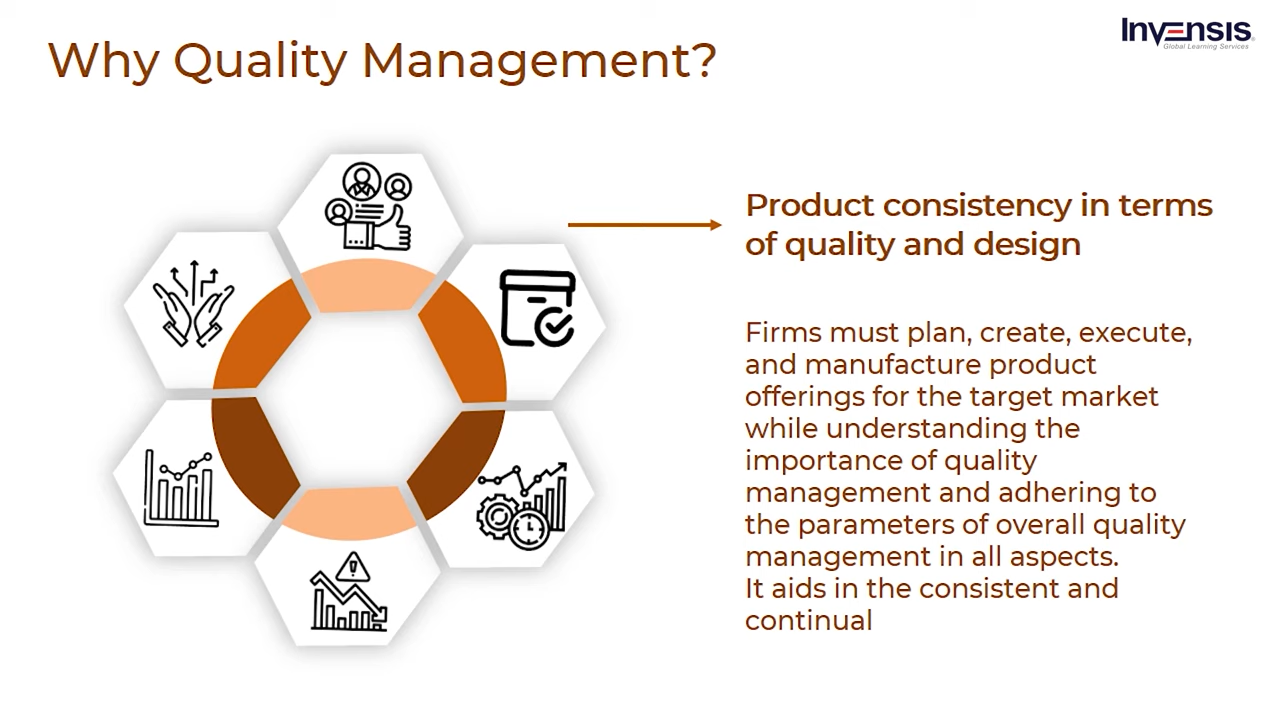 Why Quality Management?
Invensis
Global Learning Services
Product consistency in terms
of quality and design
Firms must plan, create, execute,
and manufacture product
offerings for the target market
while understanding the
importance of quality
management and adhering to
the parameters of overall quality
management in all aspects.
It aids in the consistent and
continual